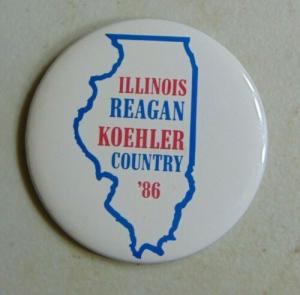 ILLINOIS
REAGAN
KOEHLER
COUNTRY
'86